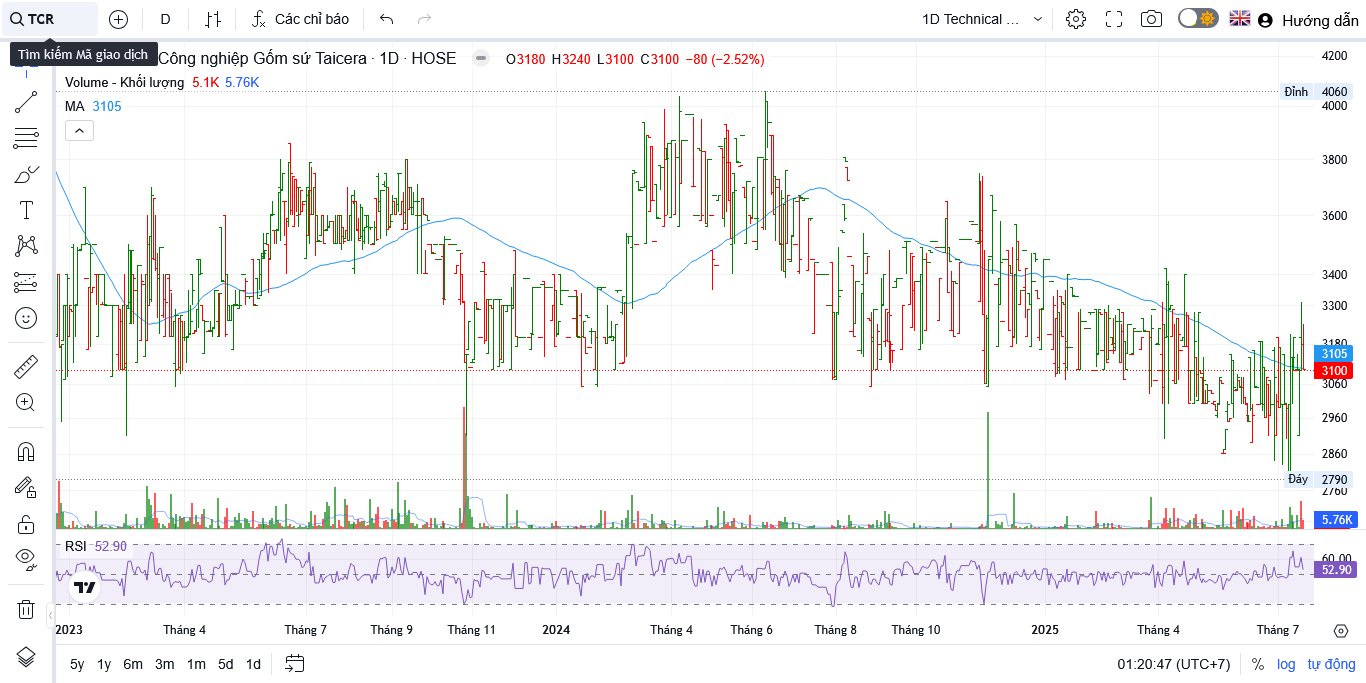 TCR
D
Các chỉ báo
1D Technical ...
Hướng dẫn
Tìm kiếm Mã giao dịch
Công nghiệp Gốm sứ Taicera · 1D · HOSE
O3180 H3240 L3100 C3100 −80 (−2.52%)
Volume - Khối lượng 5.1K 5.76K
MA 3105
4200
Đỉnh 4060
4000
3800
3600
3400
3300
3180
3105
3100
3060
2960
2860
Đáy 2790
2760
5.76K
RSI 52.90
60.00
52.90
2023 Tháng 4 Tháng 7 Tháng 9 Tháng 11 2024 Tháng 4 Tháng 6 Tháng 8 Tháng 10 2025 Tháng 4 Tháng 7
5y 1y 6m 3m 1m 5d 1d
01:20:47 (UTC+7) % log tự động